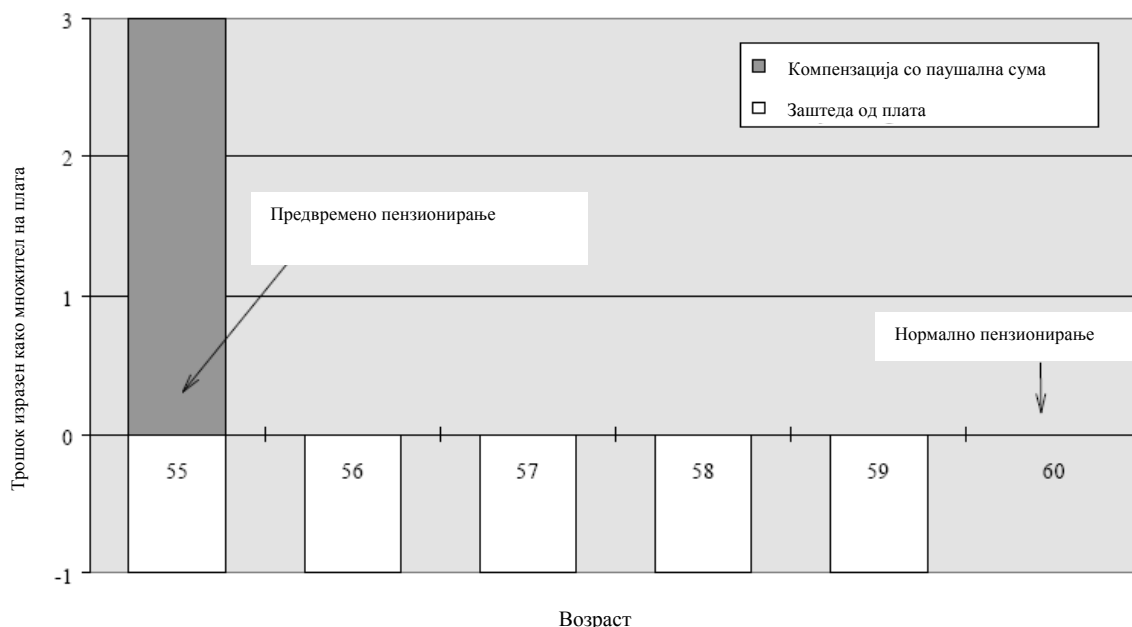 3
Компензација со паушална сума
Заштеда од плата
2
Предвремено пензионирање
1
Нормално пензионирање
0
55 56 57 58 59 60
-1
Трошок изразен како множител на плата
Возраст